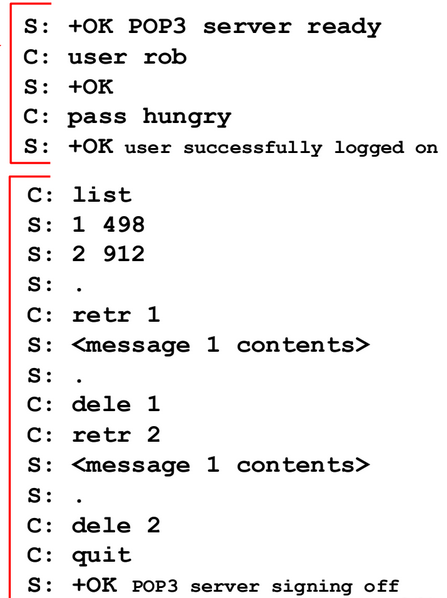 S: +OK POP3 server ready
C: user rob
S: +OK
C: pass hungry
S: +OK user successfully logged on
C: list
S: 1 498
S: 2 912
S: .
C: retr 1
S: <message 1 contents>
S: .
C: dele 1
C: retr 2
S: <message 1 contents>
S: .
C: dele 2
C: quit
S: +OK POP3 server signing off